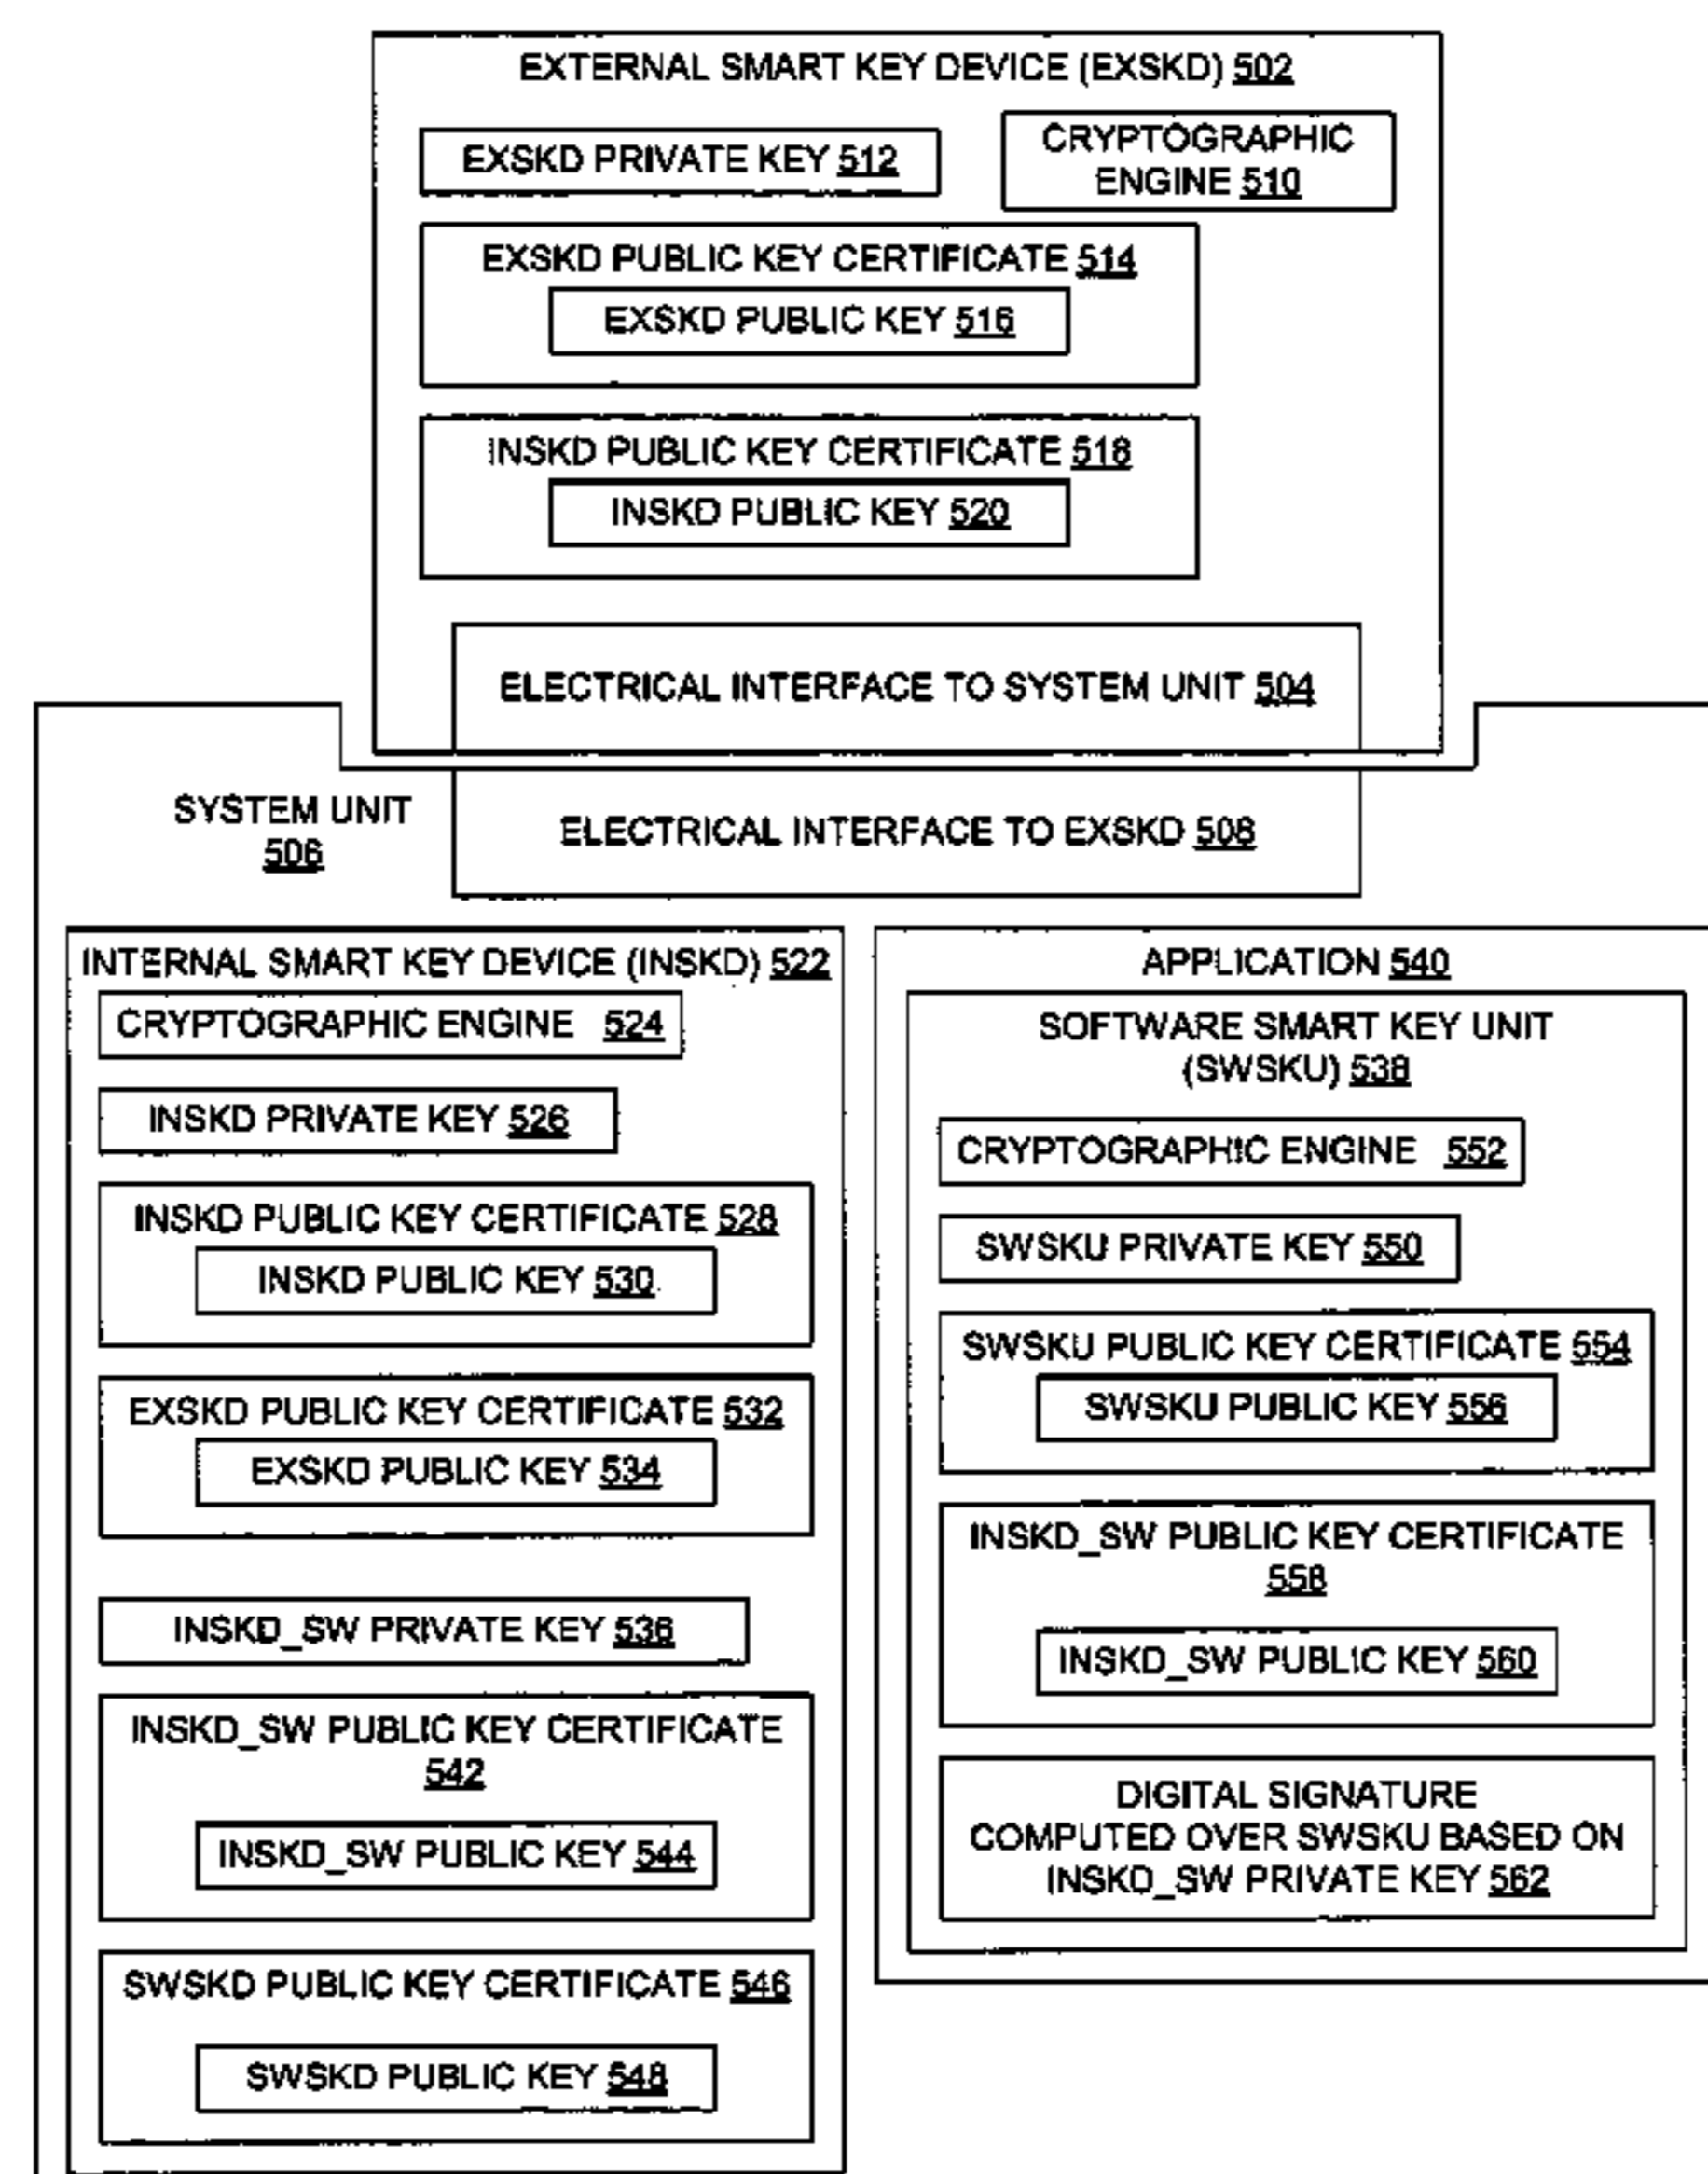 EXTERNAL SMART KEY DEVICE (EXSKD) 502
EXSKD PRIVATE KEY 512
CRYPTOGRAPHIC
ENGINE 510
EXSKD PUBLIC KEY CERTIFICATE 514
EXSKD PUBLIC KEY 516
INSKD PUBLIC KEY CERTIFICATE 518
INSKD PUBLIC KEY 520
ELECTRICAL INTERFACE TO SYSTEM UNIT 504
SYSTEM UNIT
506
ELECTRICAL INTERFACE TO EXSKD 508
INTERNAL SMART KEY DEVICE (INSKD) 522
CRYPTOGRAPHIC ENGINE 524
INSKD PRIVATE KEY 526
INSKD PUBLIC KEY CERTIFICATE 528
INSKD PUBLIC KEY 530
EXSKD PUBLIC KEY CERTIFICATE 532
EXSKD PUBLIC KEY 534
INSKD_SW PRIVATE KEY 536
INSKD_SW PUBLIC KEY CERTIFICATE
542
INSKD_SW PUBLIC KEY 544
SWSKD PUBLIC KEY CERTIFICATE 546
SWSKD PUBLIC KEY 548
APPLICATION 540
SOFTWARE SMART KEY UNIT
(SWSKU) 538
CRYPTOGRAPHIC ENGINE 552
SWSKU PRIVATE KEY 550
SWSKU PUBLIC KEY CERTIFICATE 554
SWSKU PUBLIC KEY 556
INSKD_SW PUBLIC KEY CERTIFICATE
558
INSKD_SW PUBLIC KEY 560
DIGITAL SIGNATURE
COMPUTED OVER SWSKU BASED ON
INSKD_SW PRIVATE KEY 562